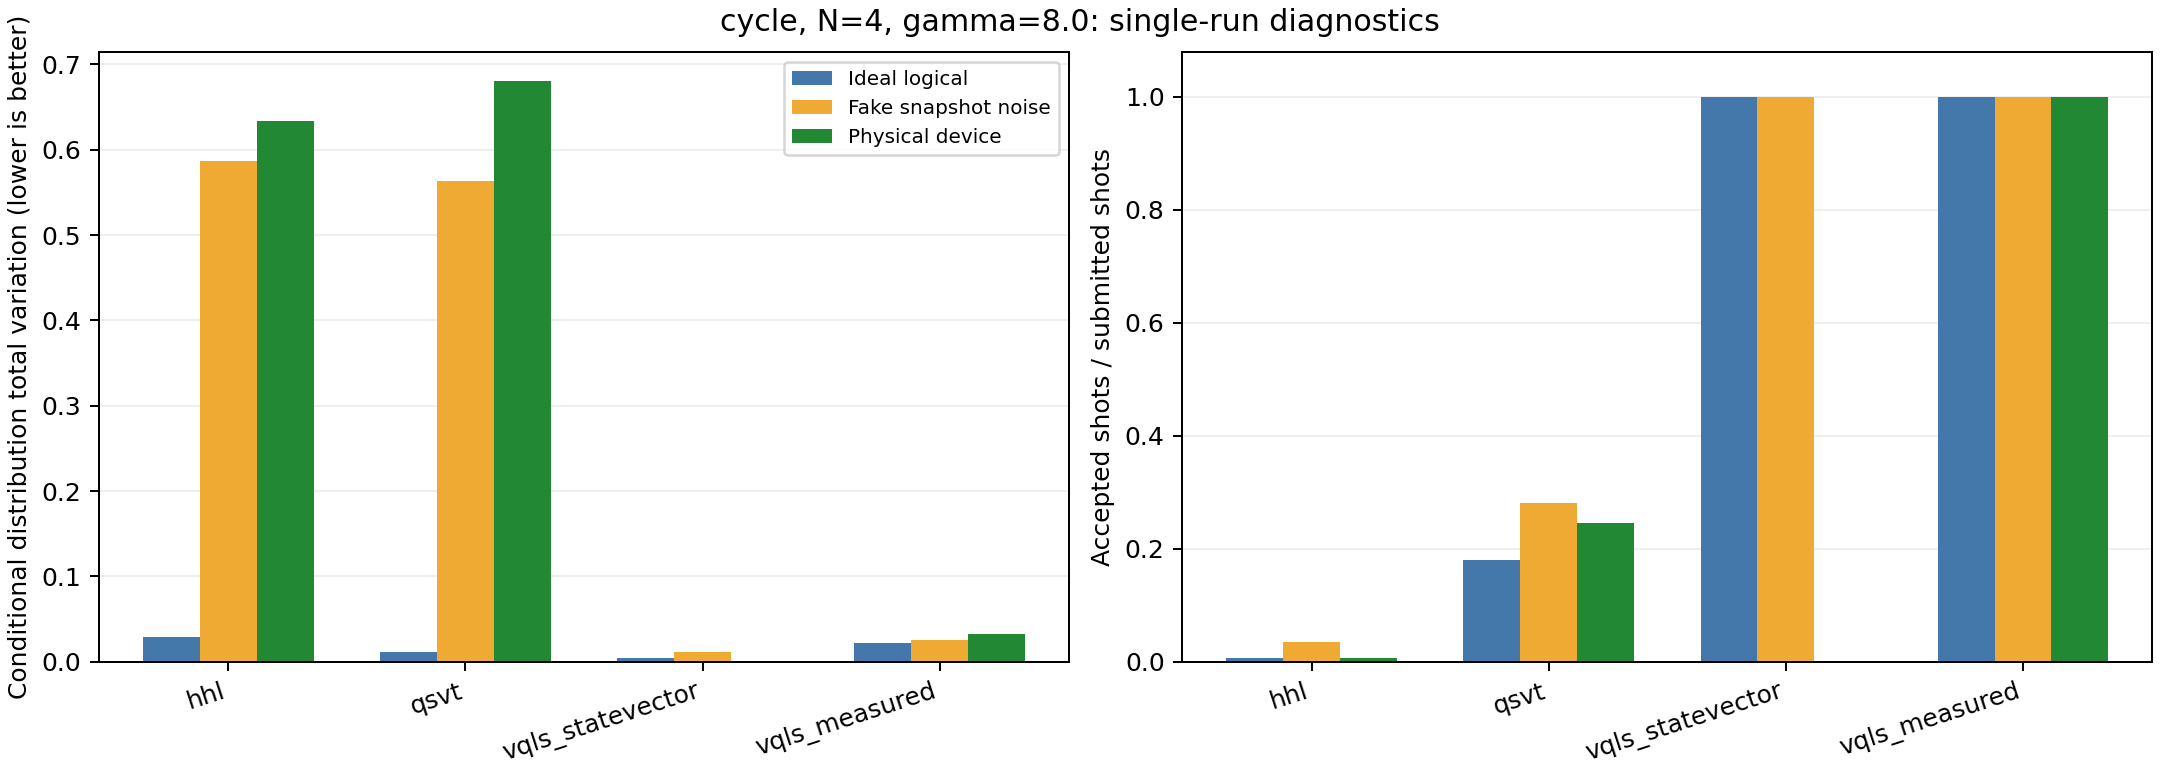 cycle, N=4, gamma=8.0: single-run diagnostics
Conditional distribution total variation (lower is better)
0.7
0.6
0.5
0.4
0.3
0.2
0.1
0.0
Ideal logical
Fake snapshot noise
Physical device
hhl
qsvt
vqls_statevector
vqls_measured
Accepted shots / submitted shots
1.0
0.8
0.6
0.4
0.2
0.0
hhl
qsvt
vqls_statevector
vqls_measured